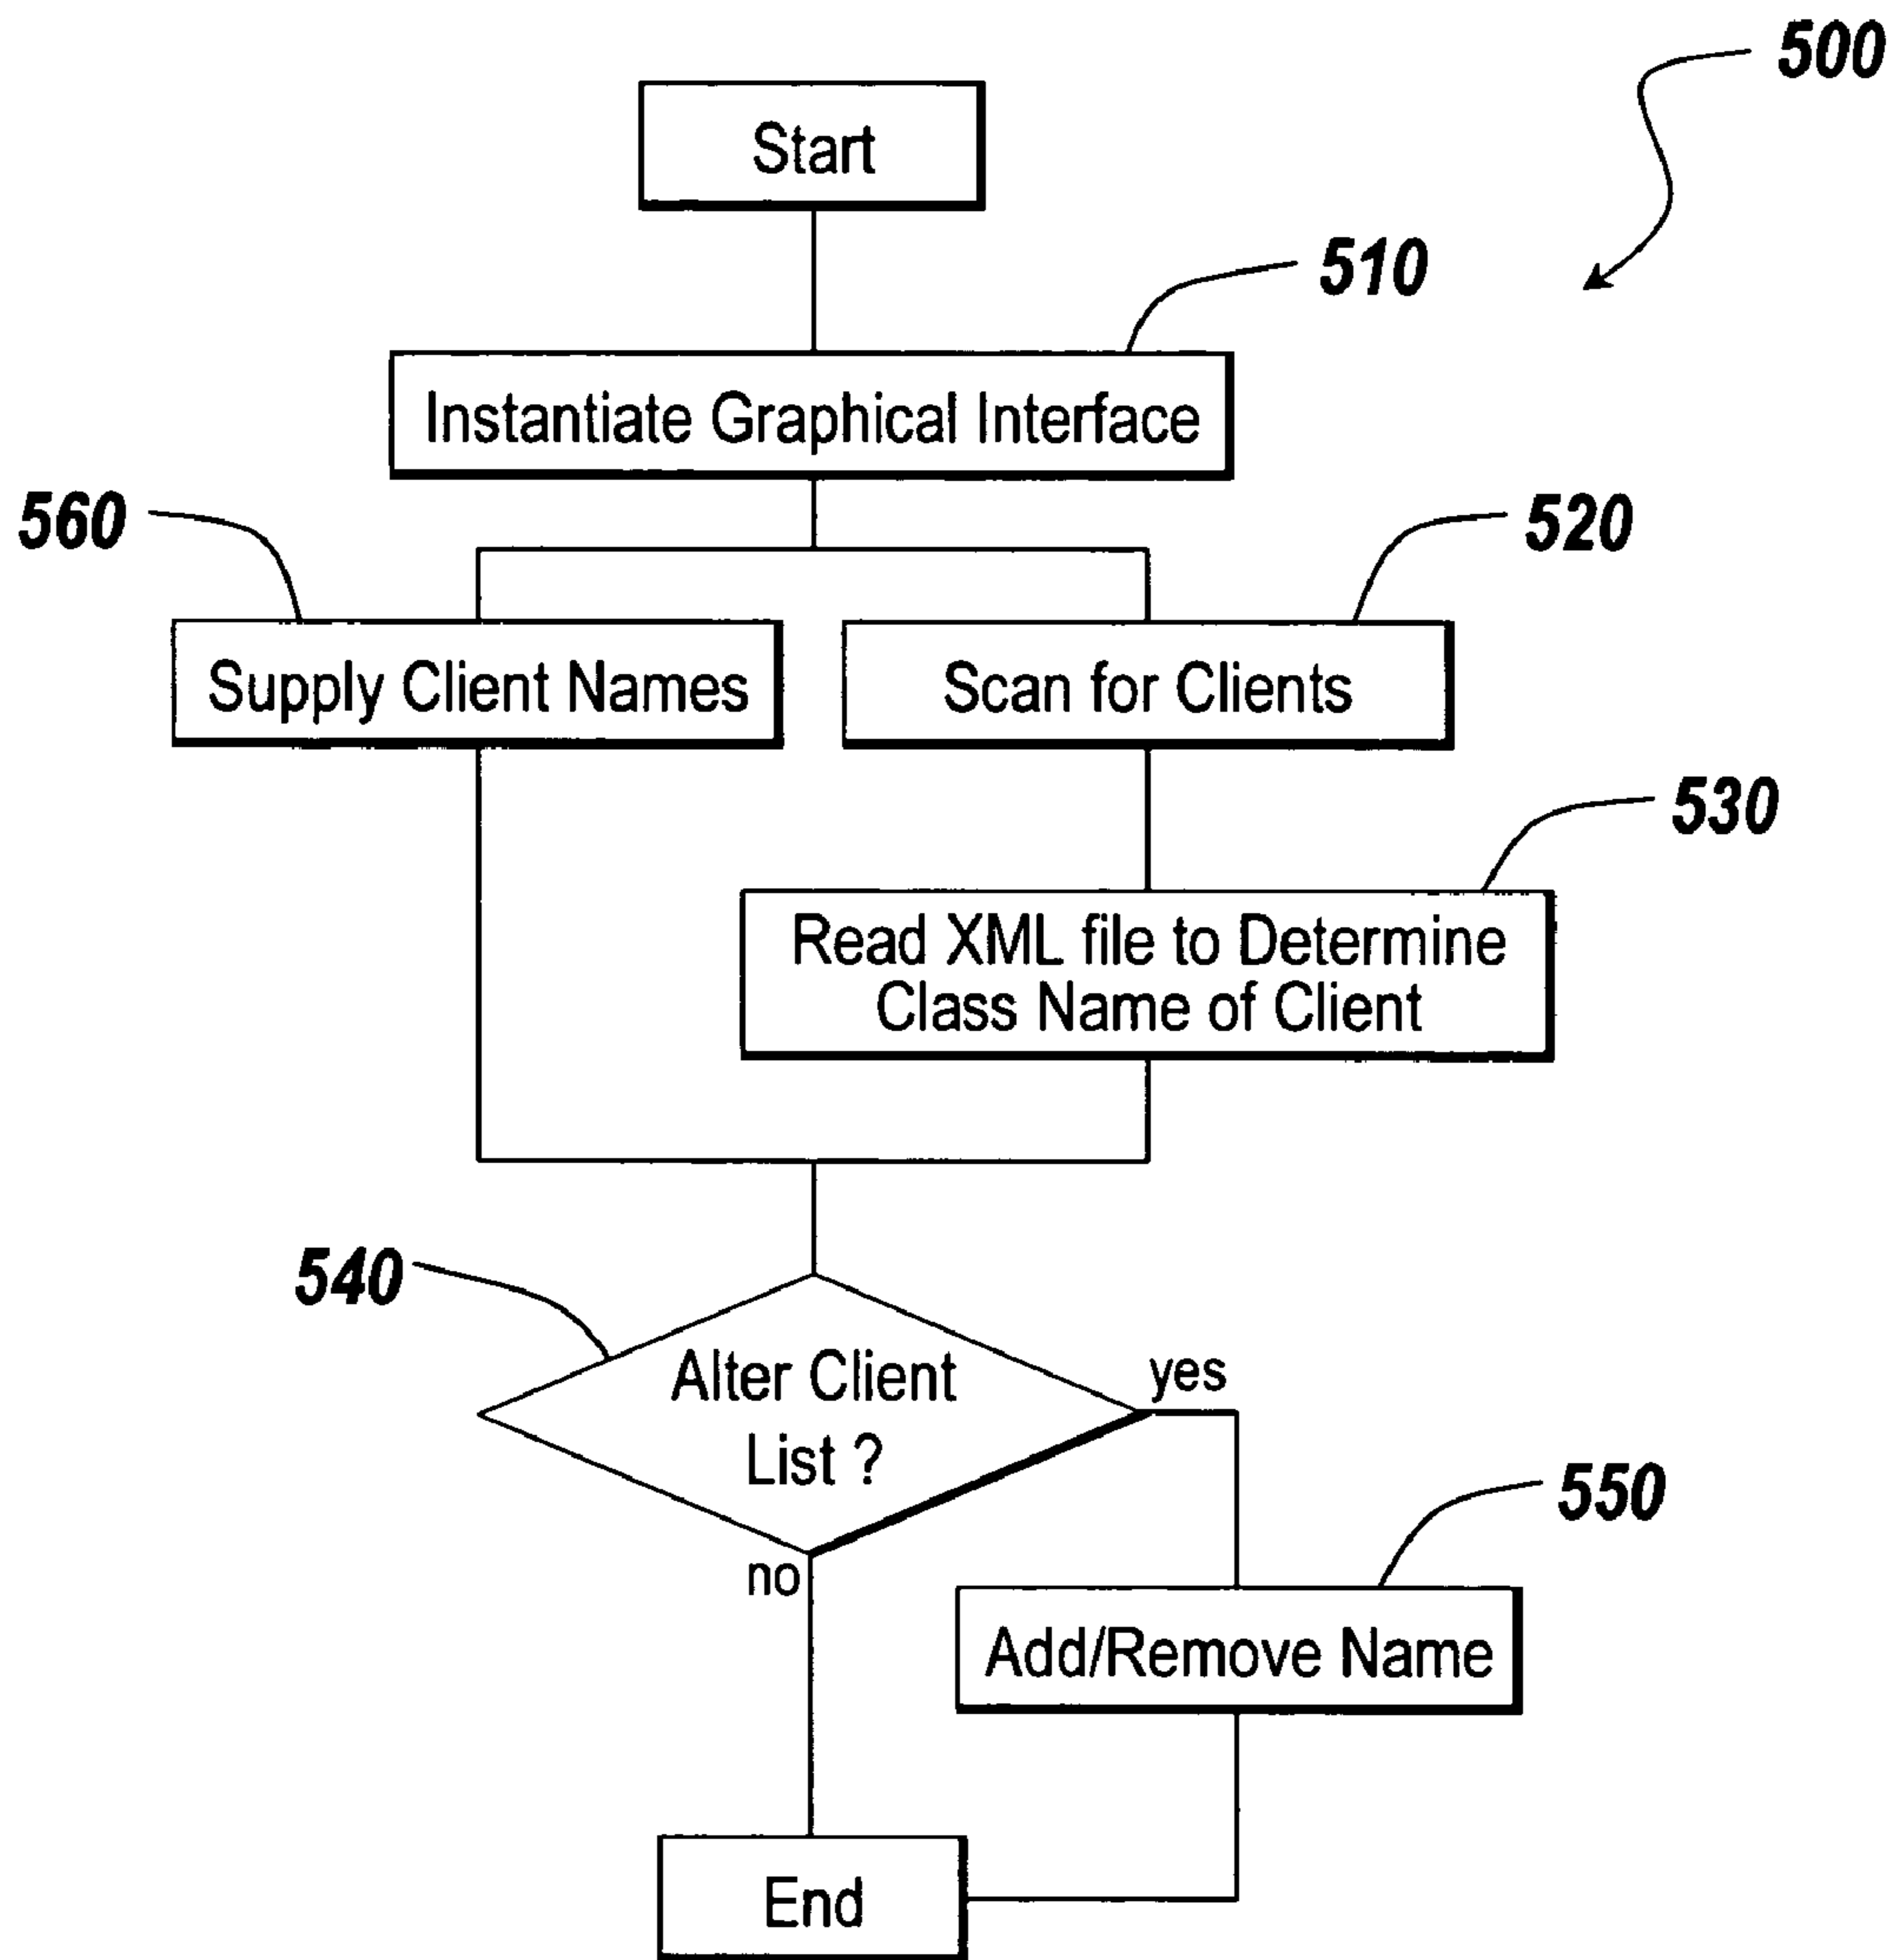 500
Start
510
Instantiate Graphical Interface
560
520
Supply Client Names
Scan for Clients
530
Read XML file to Determine
Class Name of Client
540
Alter Client
List ?
yes
no
550
Add/Remove Name
End